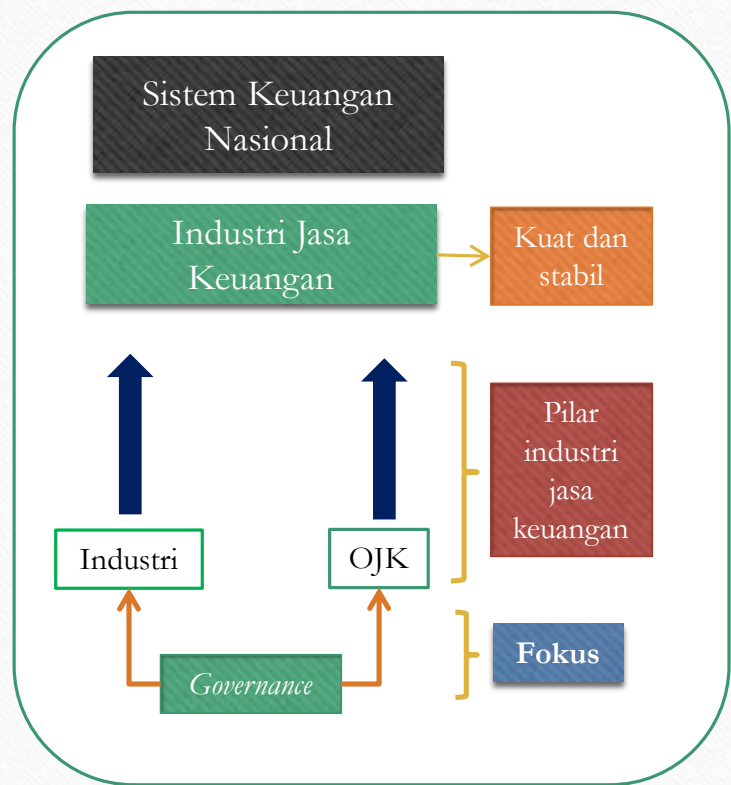 Sistem Keuangan
Nasional
Industri Jasa
Keuangan
Kuat dan
stabil
Pilar
industri
jasa
keuangan
Industri
OJK
Governance
Fokus